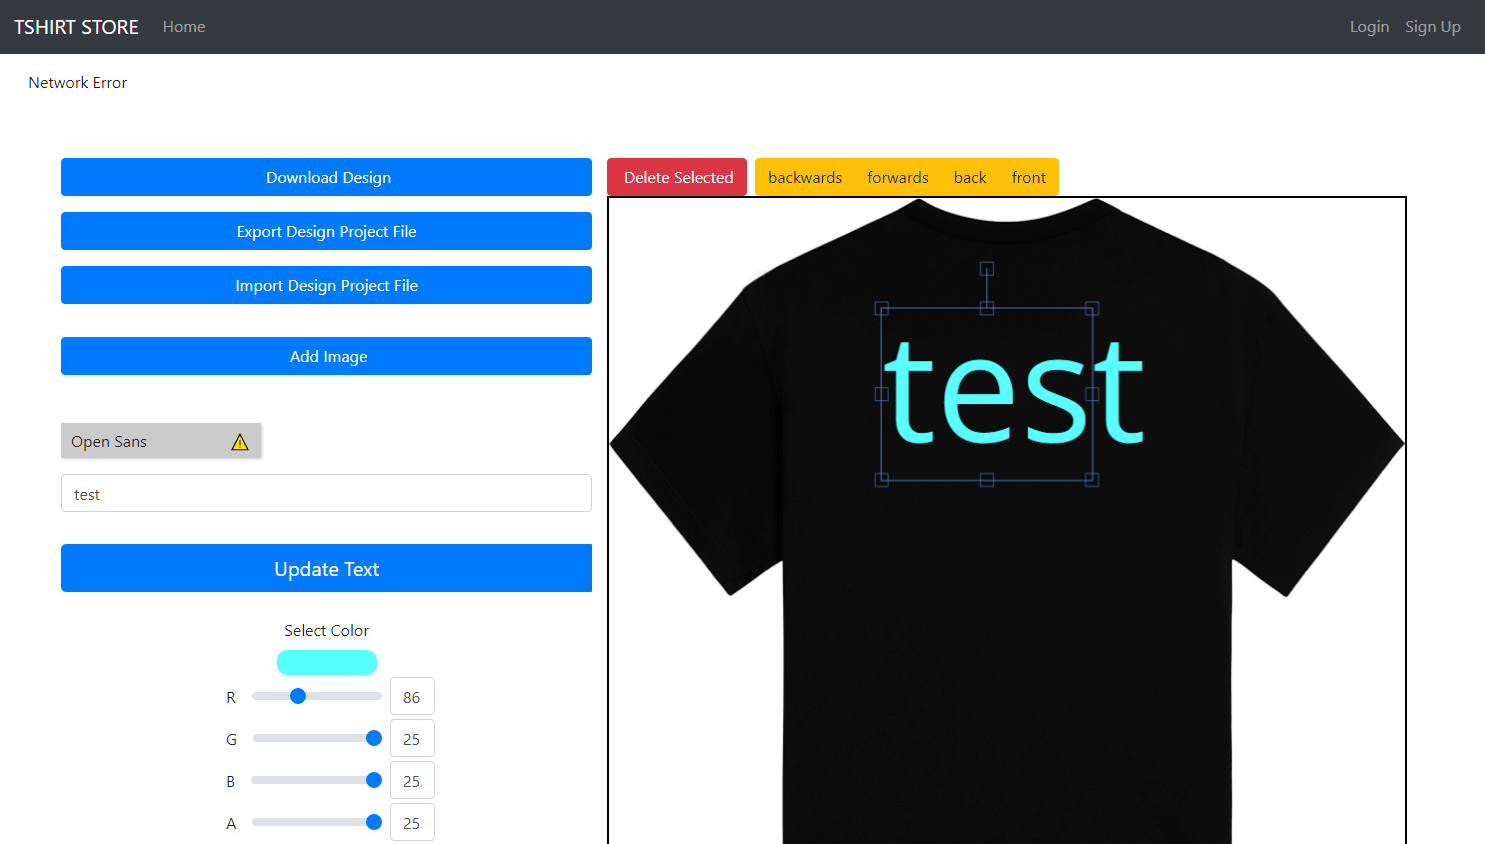 TSHIRT STORE Home Login Sign Up
Network Error
Download Design
Export Design Project File
Import Design Project File
Add Image
Open Sans
test
Update Text
Select Color
R 86
G 25
B 25
A 25
Delete Selected backwards forwards back front
test